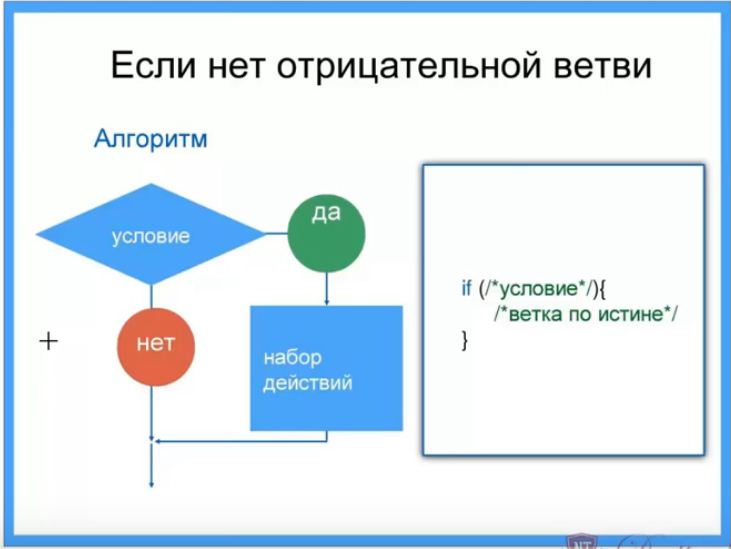 Если нет отрицательной ветви
Алгоритм
условие
да
нет
набор
действий
if (/*условие*/){
/*ветка по истине*/
}